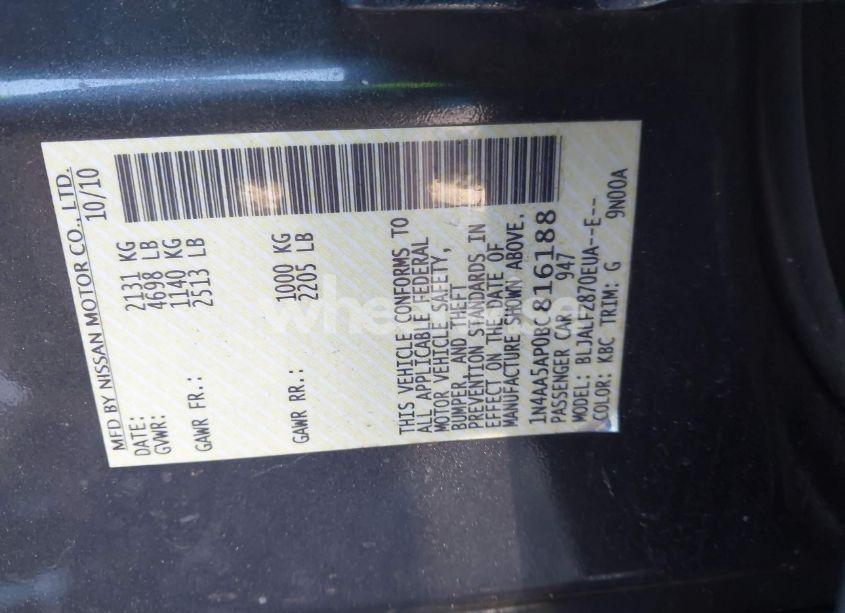 MFD BY NISSAN MOTOR CO., LTD.
DATE: 10/10
GVWR: 2131 KG
4698 LB
GAWR FR.: 1140 KG
2513 LB
GAWR RR.: 1000 KG
2205 LB
THIS VEHICLE CONFORMS TO
ALL APPLICABLE FEDERAL
MOTOR VEHICLE SAFETY,
BUMPER, AND THEFT
PREVENTION STANDARDS IN
EFFECT ON THE DATE OF
MANUFACTURE SHOWN ABOVE.
1N4AA5AP0BC816188
PASSENGER CAR 947
MODEL: BLJALF2870EUA--E--
COLOR: KBC TRIM: G 9N00A